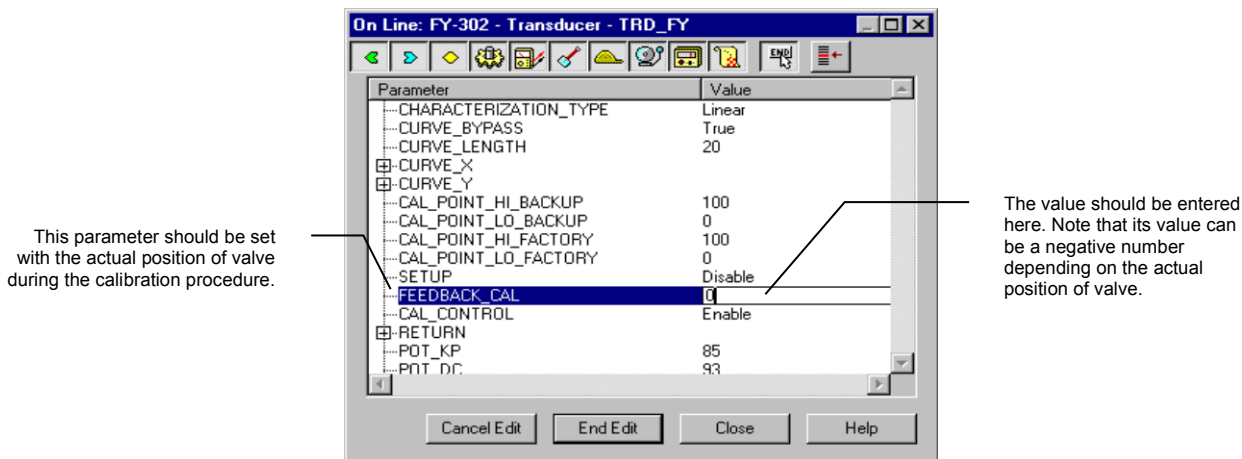 On Line: FY-302 - Transducer - TRD_FY
END
Parameter Value
CHARACTERIZATION_TYPE Linear
CURVE_BYPASS True
CURVE_LENGTH 20
CURVE_X
CURVE_Y
CAL_POINT_HI_BACKUP 100
CAL_POINT_LO_BACKUP 0
CAL_POINT_HI_FACTORY 100
CAL_POINT_LO_FACTORY 0
SETUP Disable
FEEDBACK_CAL 0
CAL_CONTROL Enable
RETURN
POT_KP 85
POT_DC 93
Cancel Edit End Edit Close Help
This parameter should be set
with the actual position of valve
during the calibration procedure.
The value should be entered
here. Note that its value can
be a negative number
depending on the actual
position of valve.